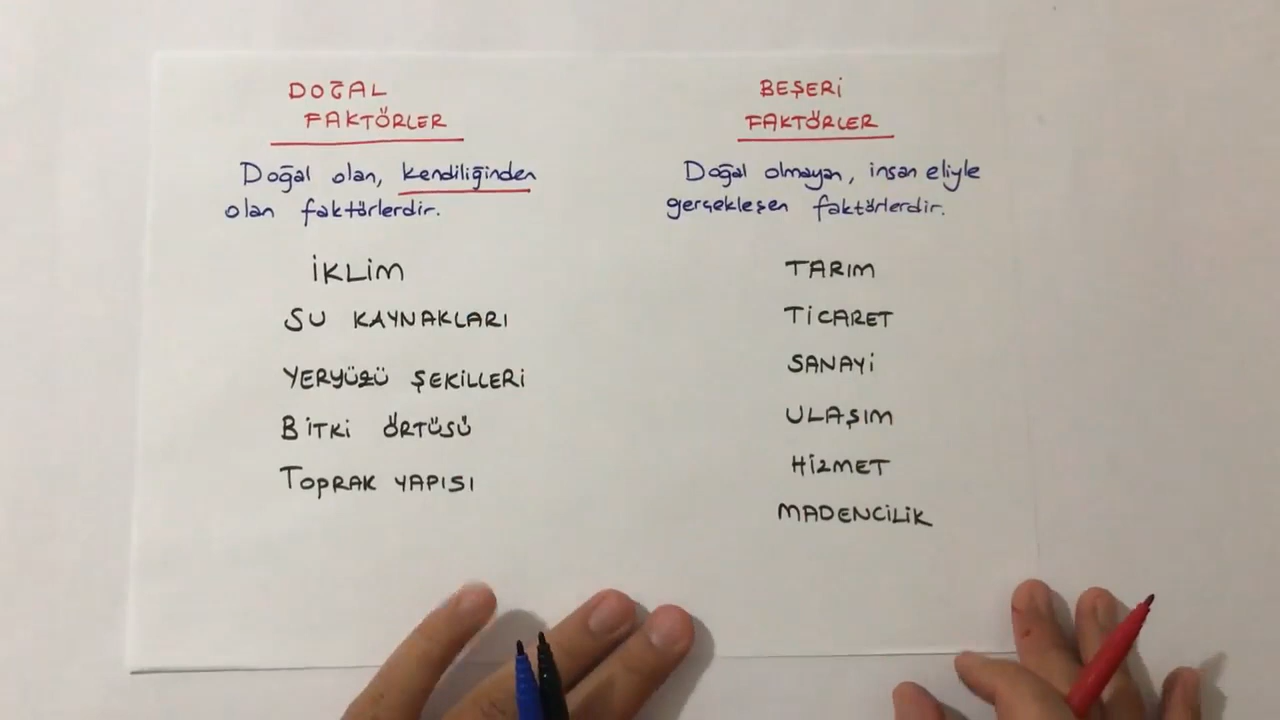 DOĞAL
FAKTÖRLER
Doğal olan, kendiliğinden
olan faktörlerdir.
İKLİM
SU KAYNAKLARI
YERYÜZÜ ŞEKİLLERİ
BİTKİ ÖRTÜSÜ
TOPRAK YAPISI
BEŞERİ
FAKTÖRLER
Doğal olmayan, insan eliyle
gerçekleşen faktörlerdir.
TARIM
TİCARET
SANAYİ
ULAŞIM
HİZMET
MADENCİLİK